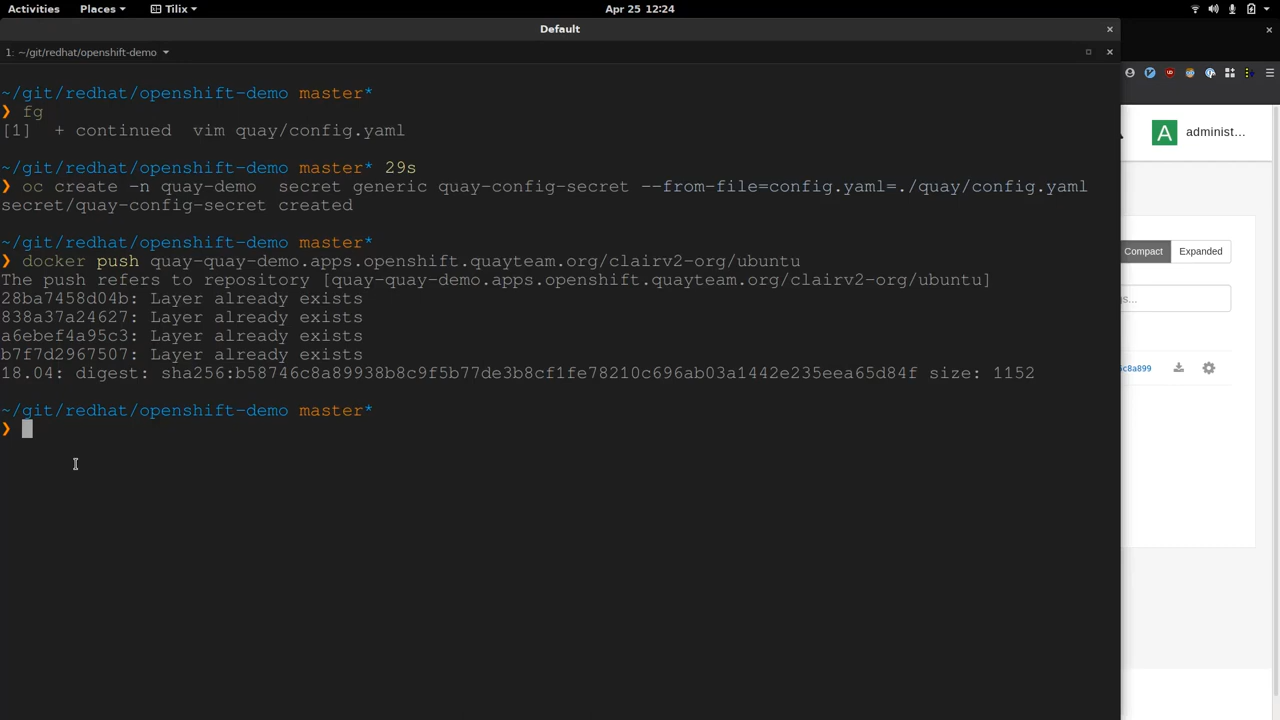 Activities Places Tilix Apr 25 12:24
Default
1: ~/git/redhat/openshift-demo
~/git/redhat/openshift-demo master*
❯ fg
[1]  + continued  vim quay/config.yaml
~/git/redhat/openshift-demo master* 29s
❯ oc create -n quay-demo  secret generic quay-config-secret --from-file=config.yaml=./quay/config.yaml
secret/quay-config-secret created
~/git/redhat/openshift-demo master*
❯ docker push quay-quay-demo.apps.openshift.quayteam.org/clairv2-org/ubuntu
The push refers to repository [quay-quay-demo.apps.openshift.quayteam.org/clairv2-org/ubuntu]
28ba7458d04b: Layer already exists
838a37a24627: Layer already exists
a6ebef4a95c3: Layer already exists
b7f7d2967507: Layer already exists
18.04: digest: sha256:b58746c8a89938b8c9f5b77de3b8cf1fe78210c696ab03a1442e235eea65d84f size: 1152
~/git/redhat/openshift-demo master*
❯
A administ...
Compact Expanded
gs...
5c8a899